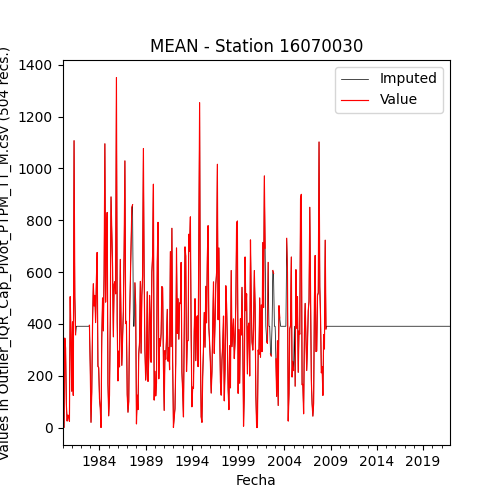 MEAN - Station 16070030
Values in Outlier_IQR_Cap_Pivot_PTPM_TT_M.csv (504 recs.)
1400
1200
1000
800
600
400
200
0
Imputed
Value
1984 1989 1994 1999 2004 2009 2014 2019
Fecha